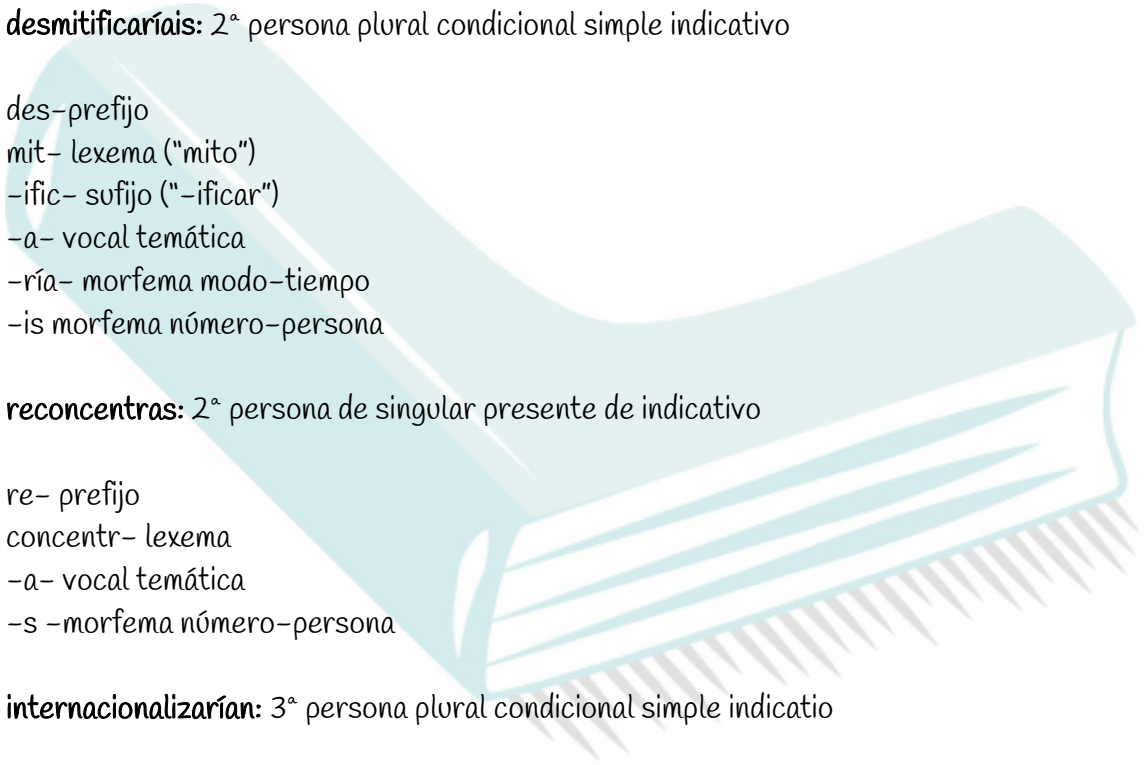 desmitificaríais: 2ª persona plural condicional simple indicativo
des-prefijo
mit- lexema ("mito")
-ific- sufijo ("-ificar")
-a- vocal temática
-ría- morfema modo-tiempo
-is morfema número-persona
reconcentras: 2ª persona de singular presente de indicativo
re- prefijo
concentr- lexema
-a- vocal temática
-s -morfema número-persona
internacionalizarían: 3ª persona plural condicional simple indicatio